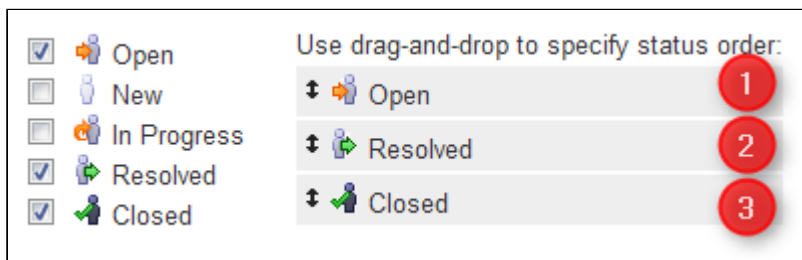 Open
New
In Progress
Resolved
Closed
Use drag-and-drop to specify status order:
Open 1
Resolved 2
Closed 3